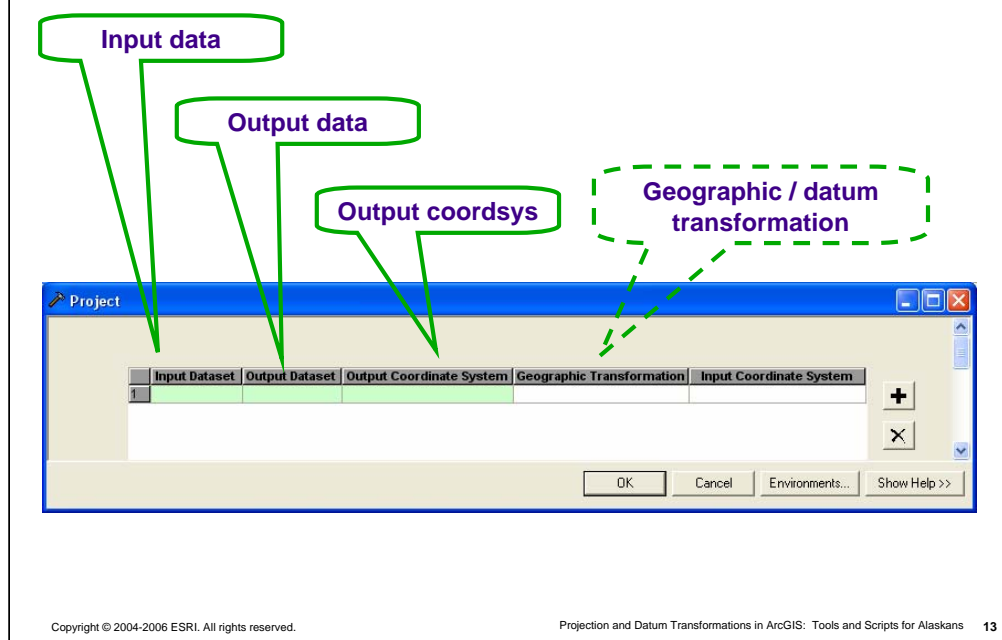 Input data
Output data
Output coordsys
Geographic / datum
transformation
Project
Input Dataset Output Dataset Output Coordinate System Geographic Transformation Input Coordinate System
1
OK Cancel Environments... Show Help >>
Copyright © 2004-2006 ESRI. All rights reserved. Projection and Datum Transformations in ArcGIS: Tools and Scripts for Alaskans 13